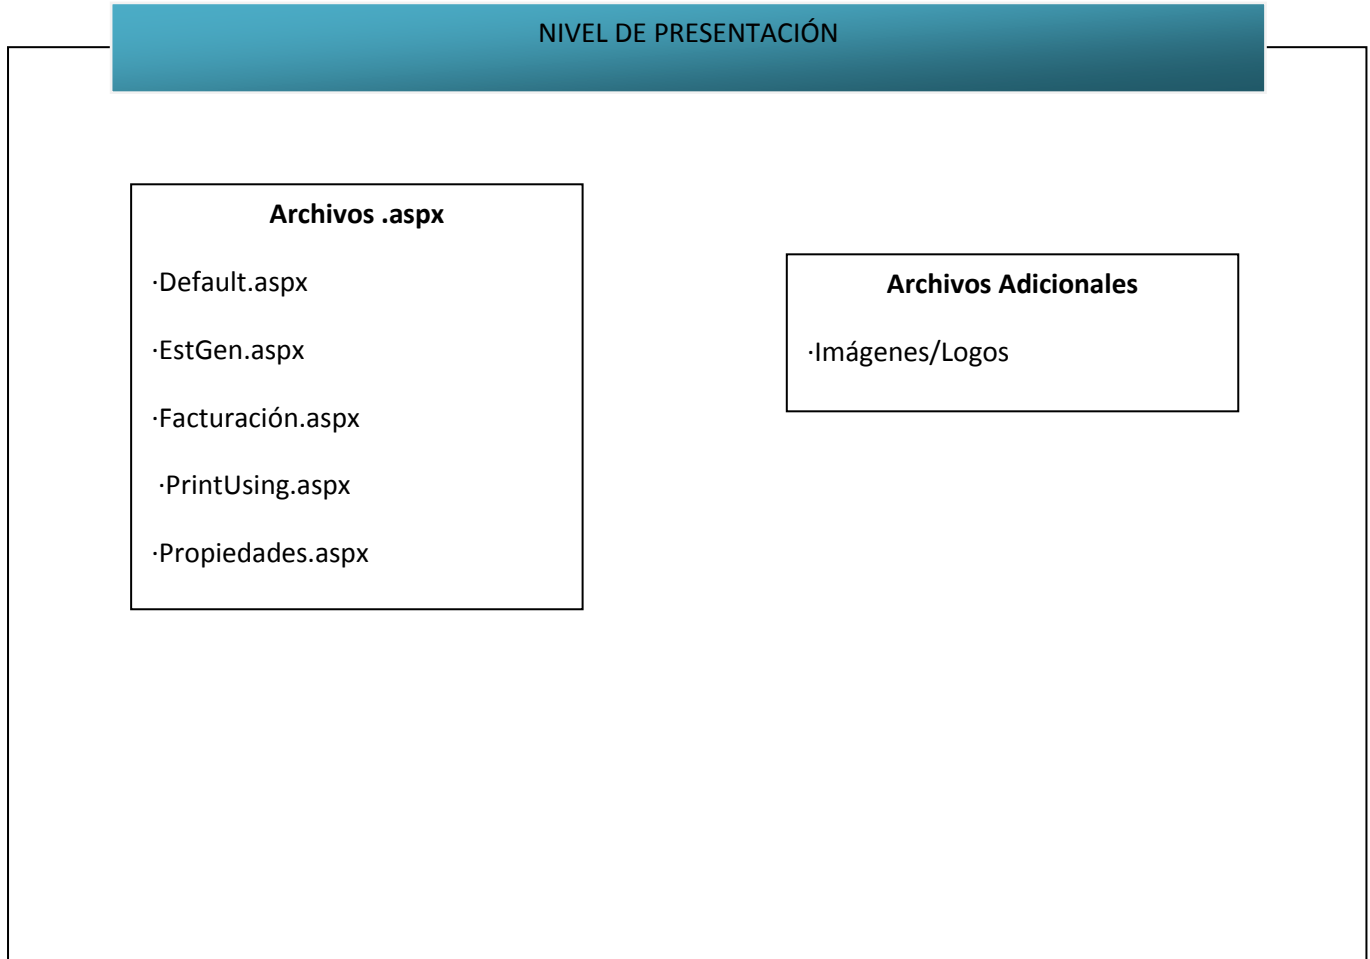 NIVEL DE PRESENTACIÓN
Archivos .aspx
·Default.aspx
·EstGen.aspx
·Facturación.aspx
·PrintUsing.aspx
·Propiedades.aspx
Archivos Adicionales
·Imágenes/Logos